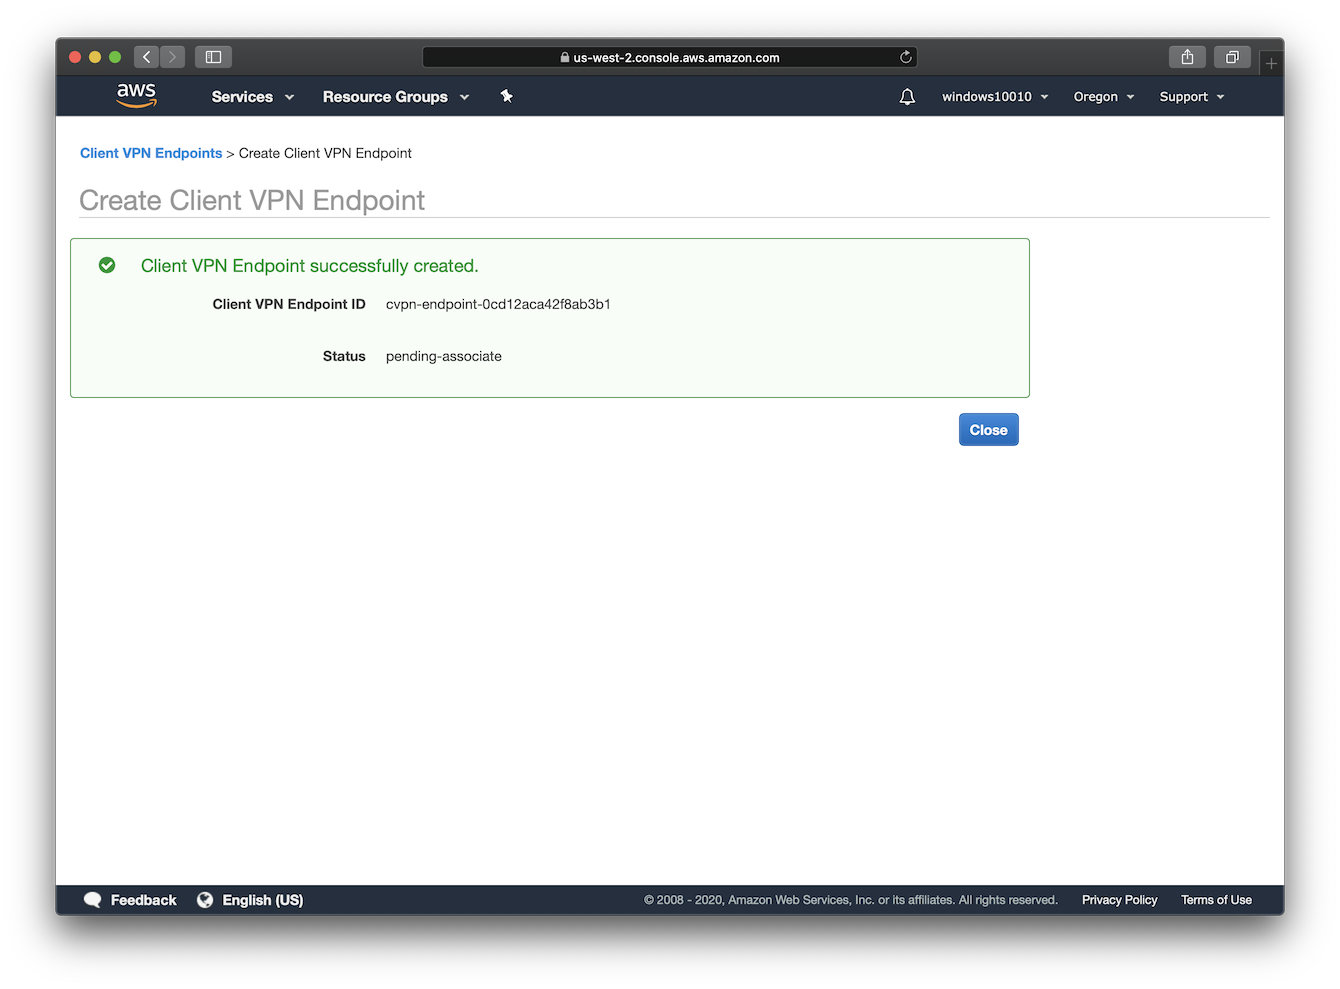 us-west-2.console.aws.amazon.com
aws Services Resource Groups windows10010 Oregon Support
Client VPN Endpoints > Create Client VPN Endpoint
Create Client VPN Endpoint
Client VPN Endpoint successfully created.
Client VPN Endpoint ID cvpn-endpoint-0cd12aca42f8ab3b1
Status pending-associate
Close
Feedback English (US) © 2008 - 2020, Amazon Web Services, Inc. or its affiliates. All rights reserved. Privacy Policy Terms of Use